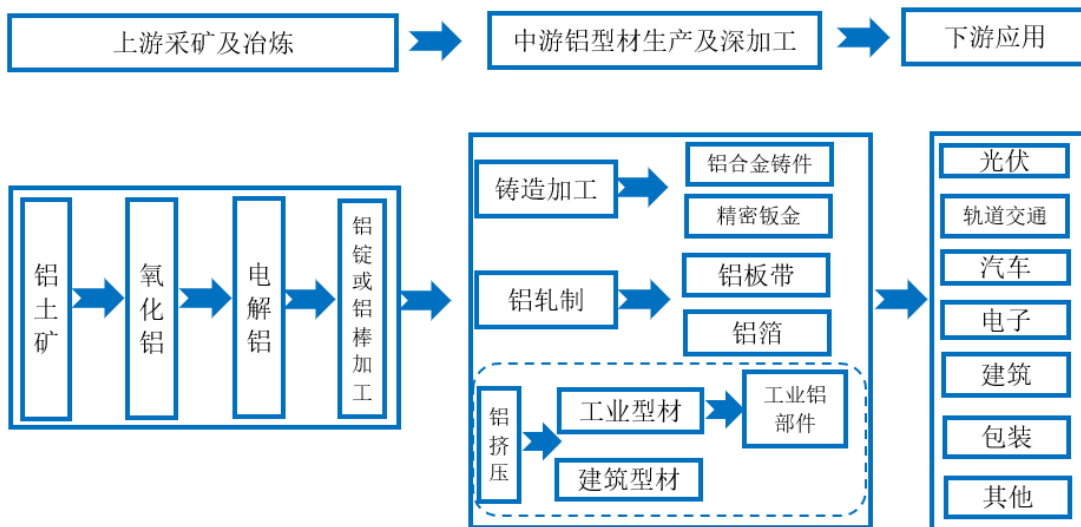 上游采矿及冶炼
中游铝型材生产及深加工
下游应用
铝土矿
氧化铝
电解铝
铝锭或铝棒加工
铸造加工
铝合金铸件
精密钣金
铝轧制
铝板带
铝箔
铝挤压
工业型材
工业铝
部件
建筑型材
光伏
轨道交通
汽车
电子
建筑
包装
其他